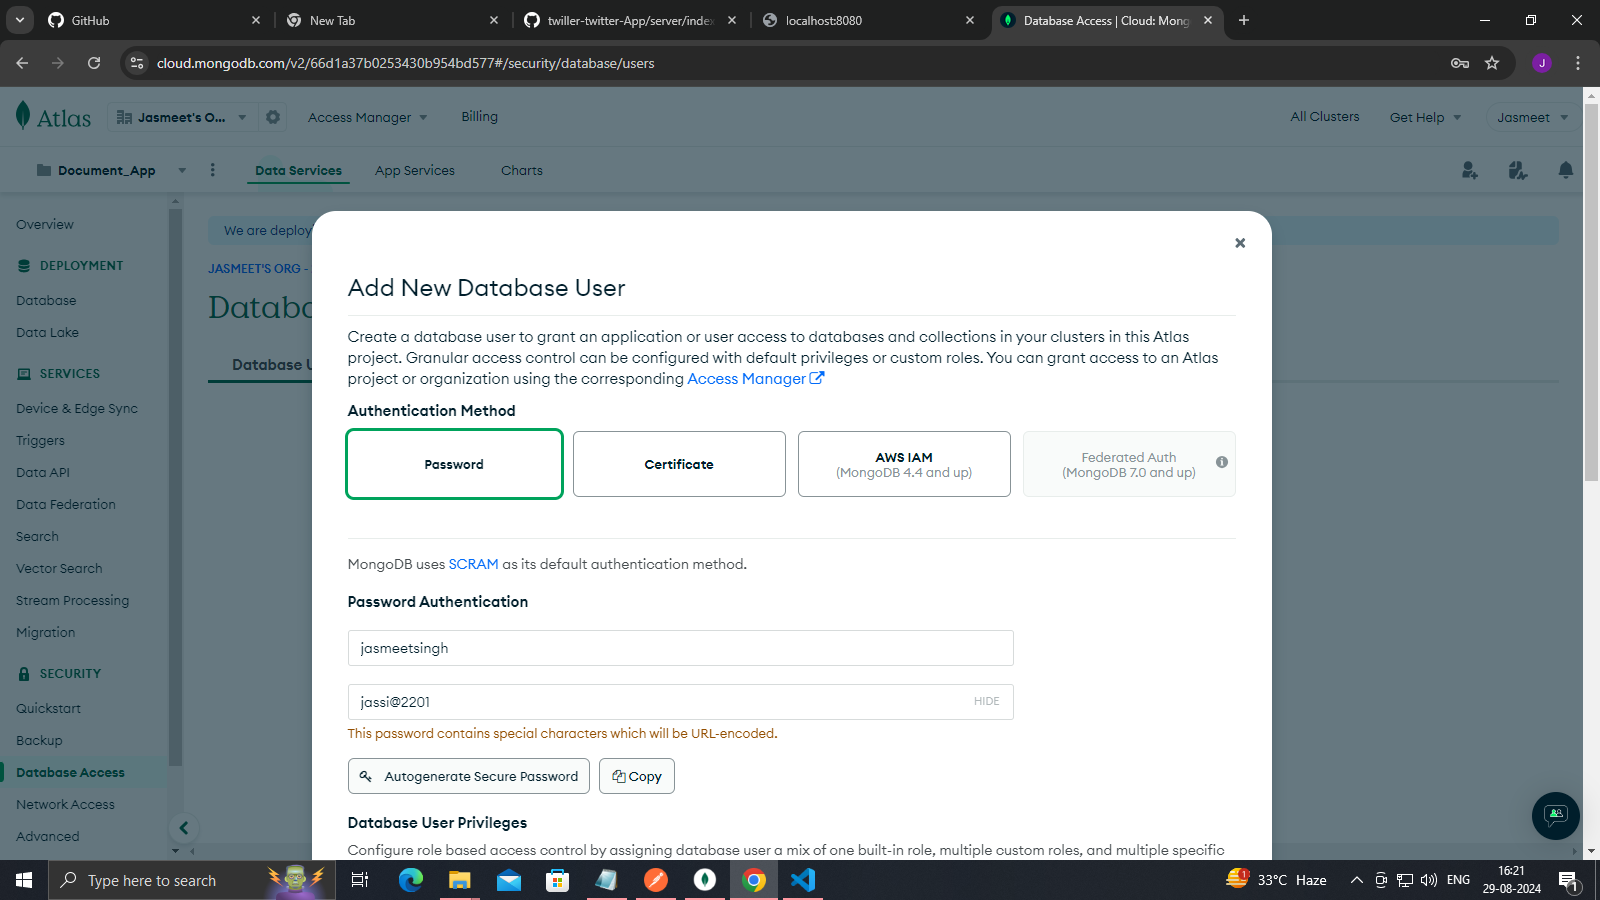 GitHub
New Tab
twiller-twitter-App/server/index
localhost:8080
Database Access | Cloud: Mong
cloud.mongodb.com/v2/66d1a37b0253430b954bd577#/security/database/users
J
Atlas
Jasmeet's O...
Access Manager
Billing
All Clusters
Get Help
Jasmeet
Document_App
Data Services
App Services
Charts
Overview
We are deploy
DEPLOYMENT
JASMEET'S ORG -
Database
Databa
Data Lake
Database U
SERVICES
Device & Edge Sync
Triggers
Data API
Data Federation
Search
Vector Search
Stream Processing
Migration
SECURITY
Quickstart
Backup
Database Access
Network Access
Advanced
Add New Database User
Create a database user to grant an application or user access to databases and collections in your clusters in this Atlas
project. Granular access control can be configured with default privileges or custom roles. You can grant access to an Atlas
project or organization using the corresponding Access Manager
Authentication Method
Password
Certificate
AWS IAM
(MongoDB 4.4 and up)
Federated Auth
(MongoDB 7.0 and up)
MongoDB uses SCRAM as its default authentication method.
Password Authentication
jasmeetsingh
jassi@2201
HIDE
This password contains special characters which will be URL-encoded.
Autogenerate Secure Password
Copy
Database User Privileges
Configure role based access control by assigning database user a mix of one built-in role, multiple custom roles, and multiple specific
Type here to search
1
33°C Haze
ENG
16:21
29-08-2024
1